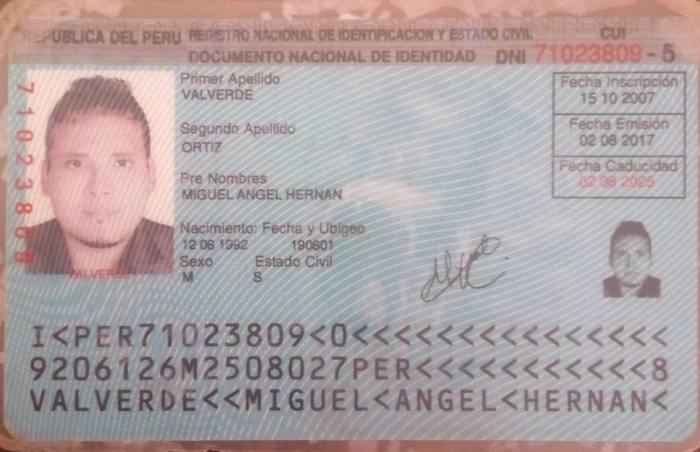 REPUBLICA DEL PERU REGISTRO NACIONAL DE IDENTIFICACION Y ESTADO CIVIL CUI
DOCUMENTO NACIONAL DE IDENTIDAD DNI 71023809 - 5
Primer Apellido
VALVERDE
Segundo Apellido
ORTIZ
Pre Nombres
MIGUEL ANGEL HERNAN
Nacimiento: Fecha y Ubigeo
12 06 1992 190601
Sexo Estado Civil
M S
Fecha Inscripción
15 10 2007
Fecha Emisión
02 08 2017
Fecha Caducidad
02 08 2025
71023809
VALVERDE
I<PER71023809<0<<<<<<<<<<<<<<<
9206126M2508027PER<<<<<<<<<<<8
VALVERDE<<MIGUEL<ANGEL<HERNAN<